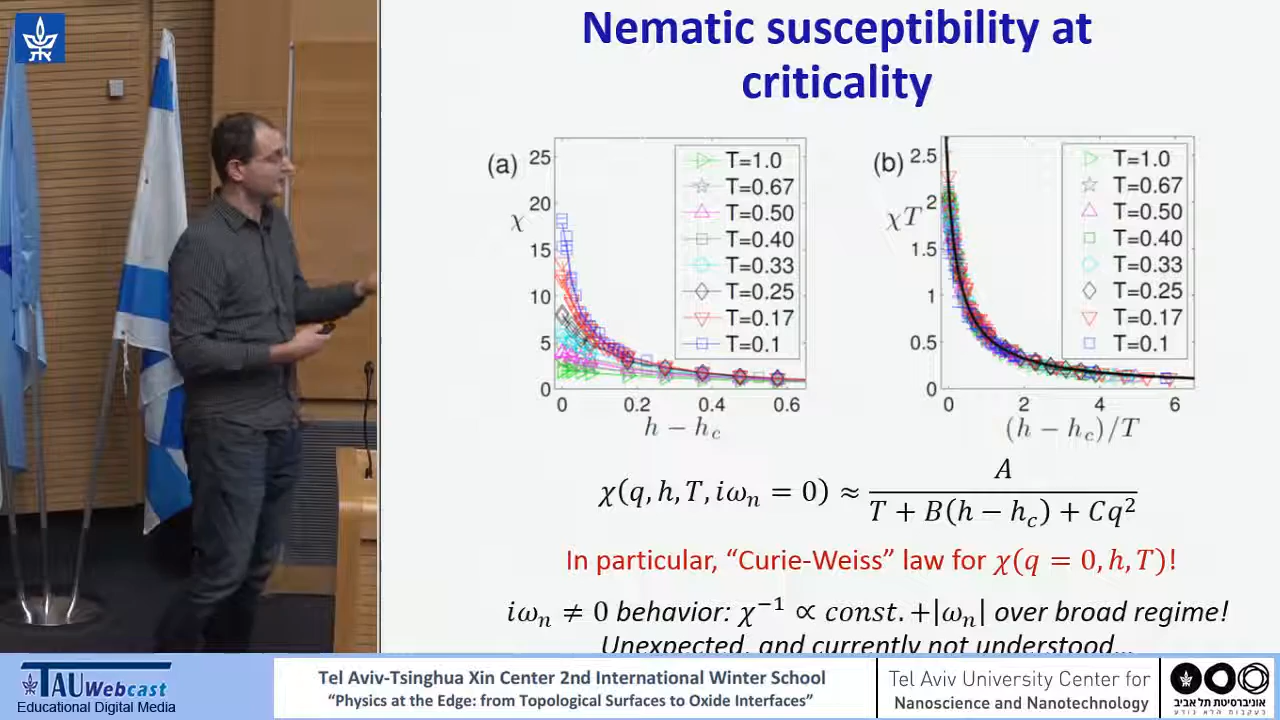 Nematic susceptibility at
criticality
(a)
25
20
15
10
5
0
χ
0 0.2 0.4 0.6
h − h_c
T=1.0
T=0.67
T=0.50
T=0.40
T=0.33
T=0.25
T=0.17
T=0.1
(b)
2.5
2
1.5
1
0.5
0
χT
0 2 4 6
(h − h_c)/T
T=1.0
T=0.67
T=0.50
T=0.40
T=0.33
T=0.25
T=0.17
T=0.1
χ(q, h, T, iω_n = 0) ≈ A / (T + B(h − h_c) + Cq²)
In particular, “Curie-Weiss” law for χ(q = 0, h, T)!
iω_n ≠ 0 behavior: χ⁻¹ ∝ const. +|ω_n| over broad regime!
Unexpected, and currently not understood...
TAU Webcast
Educational Digital Media
Tel Aviv-Tsinghua Xin Center 2nd International Winter School
“Physics at the Edge: from Topological Surfaces to Oxide Interfaces”
Tel Aviv University Center for
Nanoscience and Nanotechnology
אוניברסיטת תל אביב